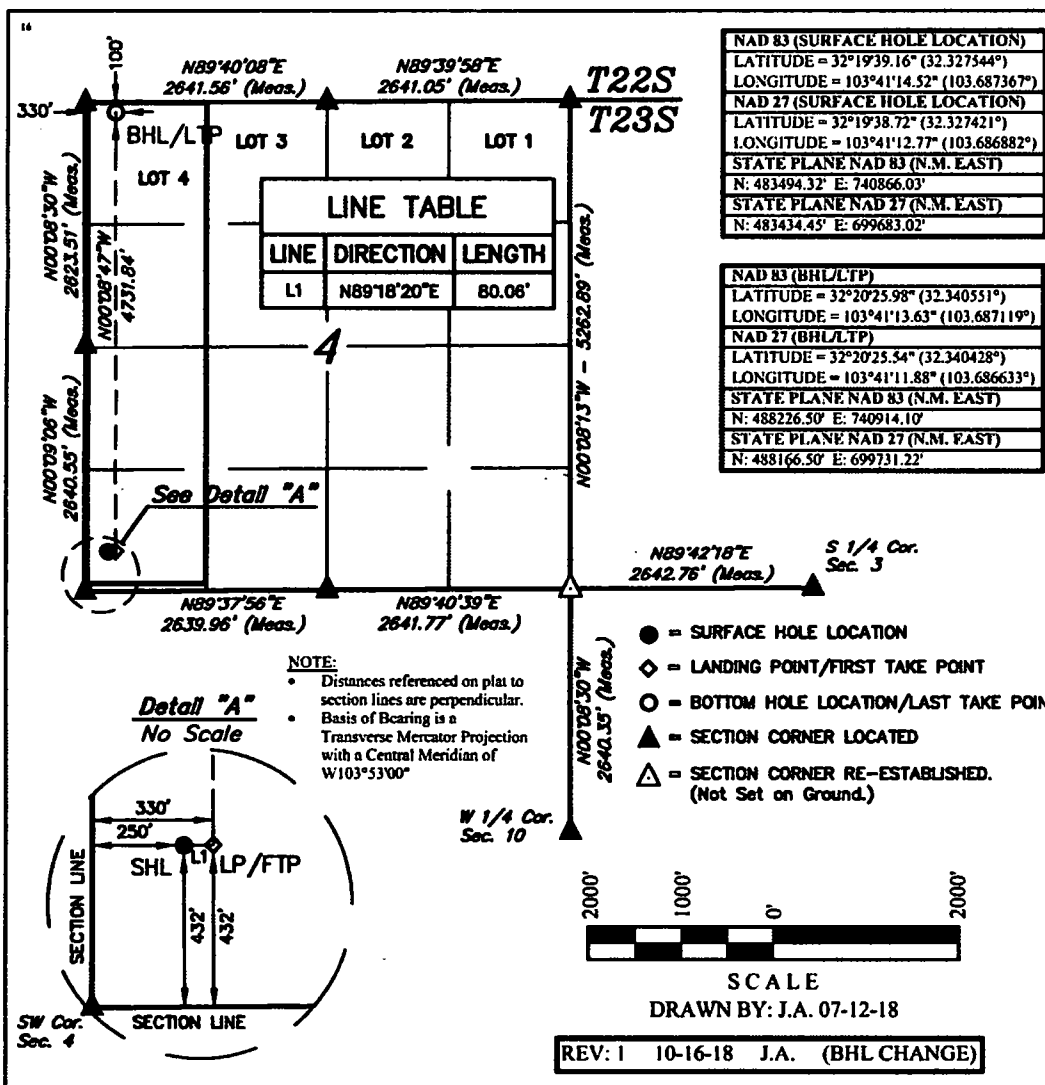 16
100'
N89°40'08"E
2641.56' (Meas.)
N89°39'58"E
2641.05' (Meas.)
T22S
T23S
330'
BHL/LTP
LOT 4
LOT 3
LOT 2
LOT 1
N00°08'30"W
2623.51' (Meas.)
N00°08'47"W
4731.84'
LINE TABLE
LINE DIRECTION LENGTH
L1 N89°18'20"E 80.06'
4
N00°08'13"W - 5262.89' (Meas.)
N00°09'06"W
2640.55' (Meas.)
See Detail "A"
N89°37'56"E
2639.96' (Meas.)
N89°40'39"E
2641.77' (Meas.)
N89°42'18"E
2642.76' (Meas.)
S 1/4 Cor.
Sec. 3
NAD 83 (SURFACE HOLE LOCATION)
LATITUDE = 32°19'39.16" (32.327544°)
LONGITUDE = 103°41'14.52" (103.687367°)
NAD 27 (SURFACE HOLE LOCATION)
LATITUDE = 32°19'38.72" (32.327421°)
LONGITUDE = 103°41'12.77" (103.686882°)
STATE PLANE NAD 83 (N.M. EAST)
N: 483494.32' E: 740866.03'
STATE PLANE NAD 27 (N.M. EAST)
N: 483434.45' E: 699683.02'
NAD 83 (BHL/LTP)
LATITUDE = 32°20'25.98" (32.340551°)
LONGITUDE = 103°41'13.63" (103.687119°)
NAD 27 (BHL/LTP)
LATITUDE = 32°20'25.54" (32.340428°)
LONGITUDE = 103°41'11.88" (103.686633°)
STATE PLANE NAD 83 (N.M. EAST)
N: 488226.50' E: 740914.10'
STATE PLANE NAD 27 (N.M. EAST)
N: 488166.50' E: 699731.22'
NOTE:
• Distances referenced on plat to
section lines are perpendicular.
• Basis of Bearing is a
Transverse Mercator Projection
with a Central Meridian of
W103°53'00"
N00°08'30"W
2640.35' (Meas.)
W 1/4 Cor.
Sec. 10
= SURFACE HOLE LOCATION
= LANDING POINT/FIRST TAKE POINT
= BOTTOM HOLE LOCATION/LAST TAKE POIN
= SECTION CORNER LOCATED
= SECTION CORNER RE-ESTABLISHED.
(Not Set on Ground.)
Detail "A"
No Scale
330'
250'
SHL
L1
LP/FTP
432'
432'
SECTION LINE
SECTION LINE
SW Cor.
Sec. 4
2000'
1000'
0'
2000'
SCALE
DRAWN BY: J.A. 07-12-18
REV: 1 10-16-18 J.A. (BHL CHANGE)